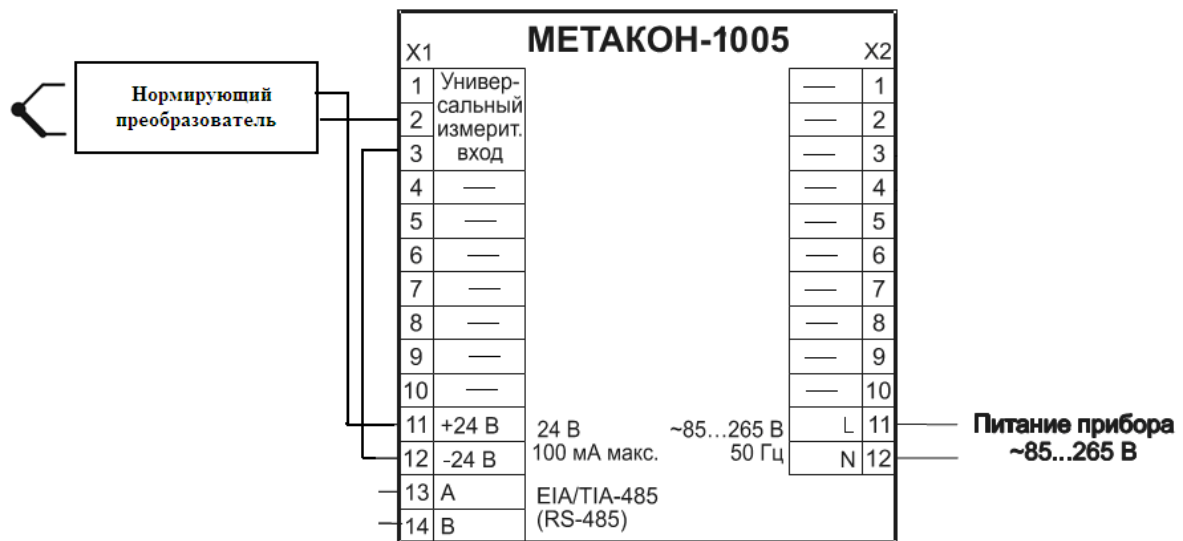 МЕТАКОН-1005
X1
X2
Нормирующий
преобразователь
1
Универ-
сальный
2
измерит.
3
вход
4
5
6
7
8
9
10
11 +24 В
12 -24 В
13 A
14 B
24 В
100 мА макс.
EIA/TIA-485
(RS-485)
~85...265 В
50 Гц
1
2
3
4
5
6
7
8
9
10
L 11
N 12
Питание прибора
~85...265 В